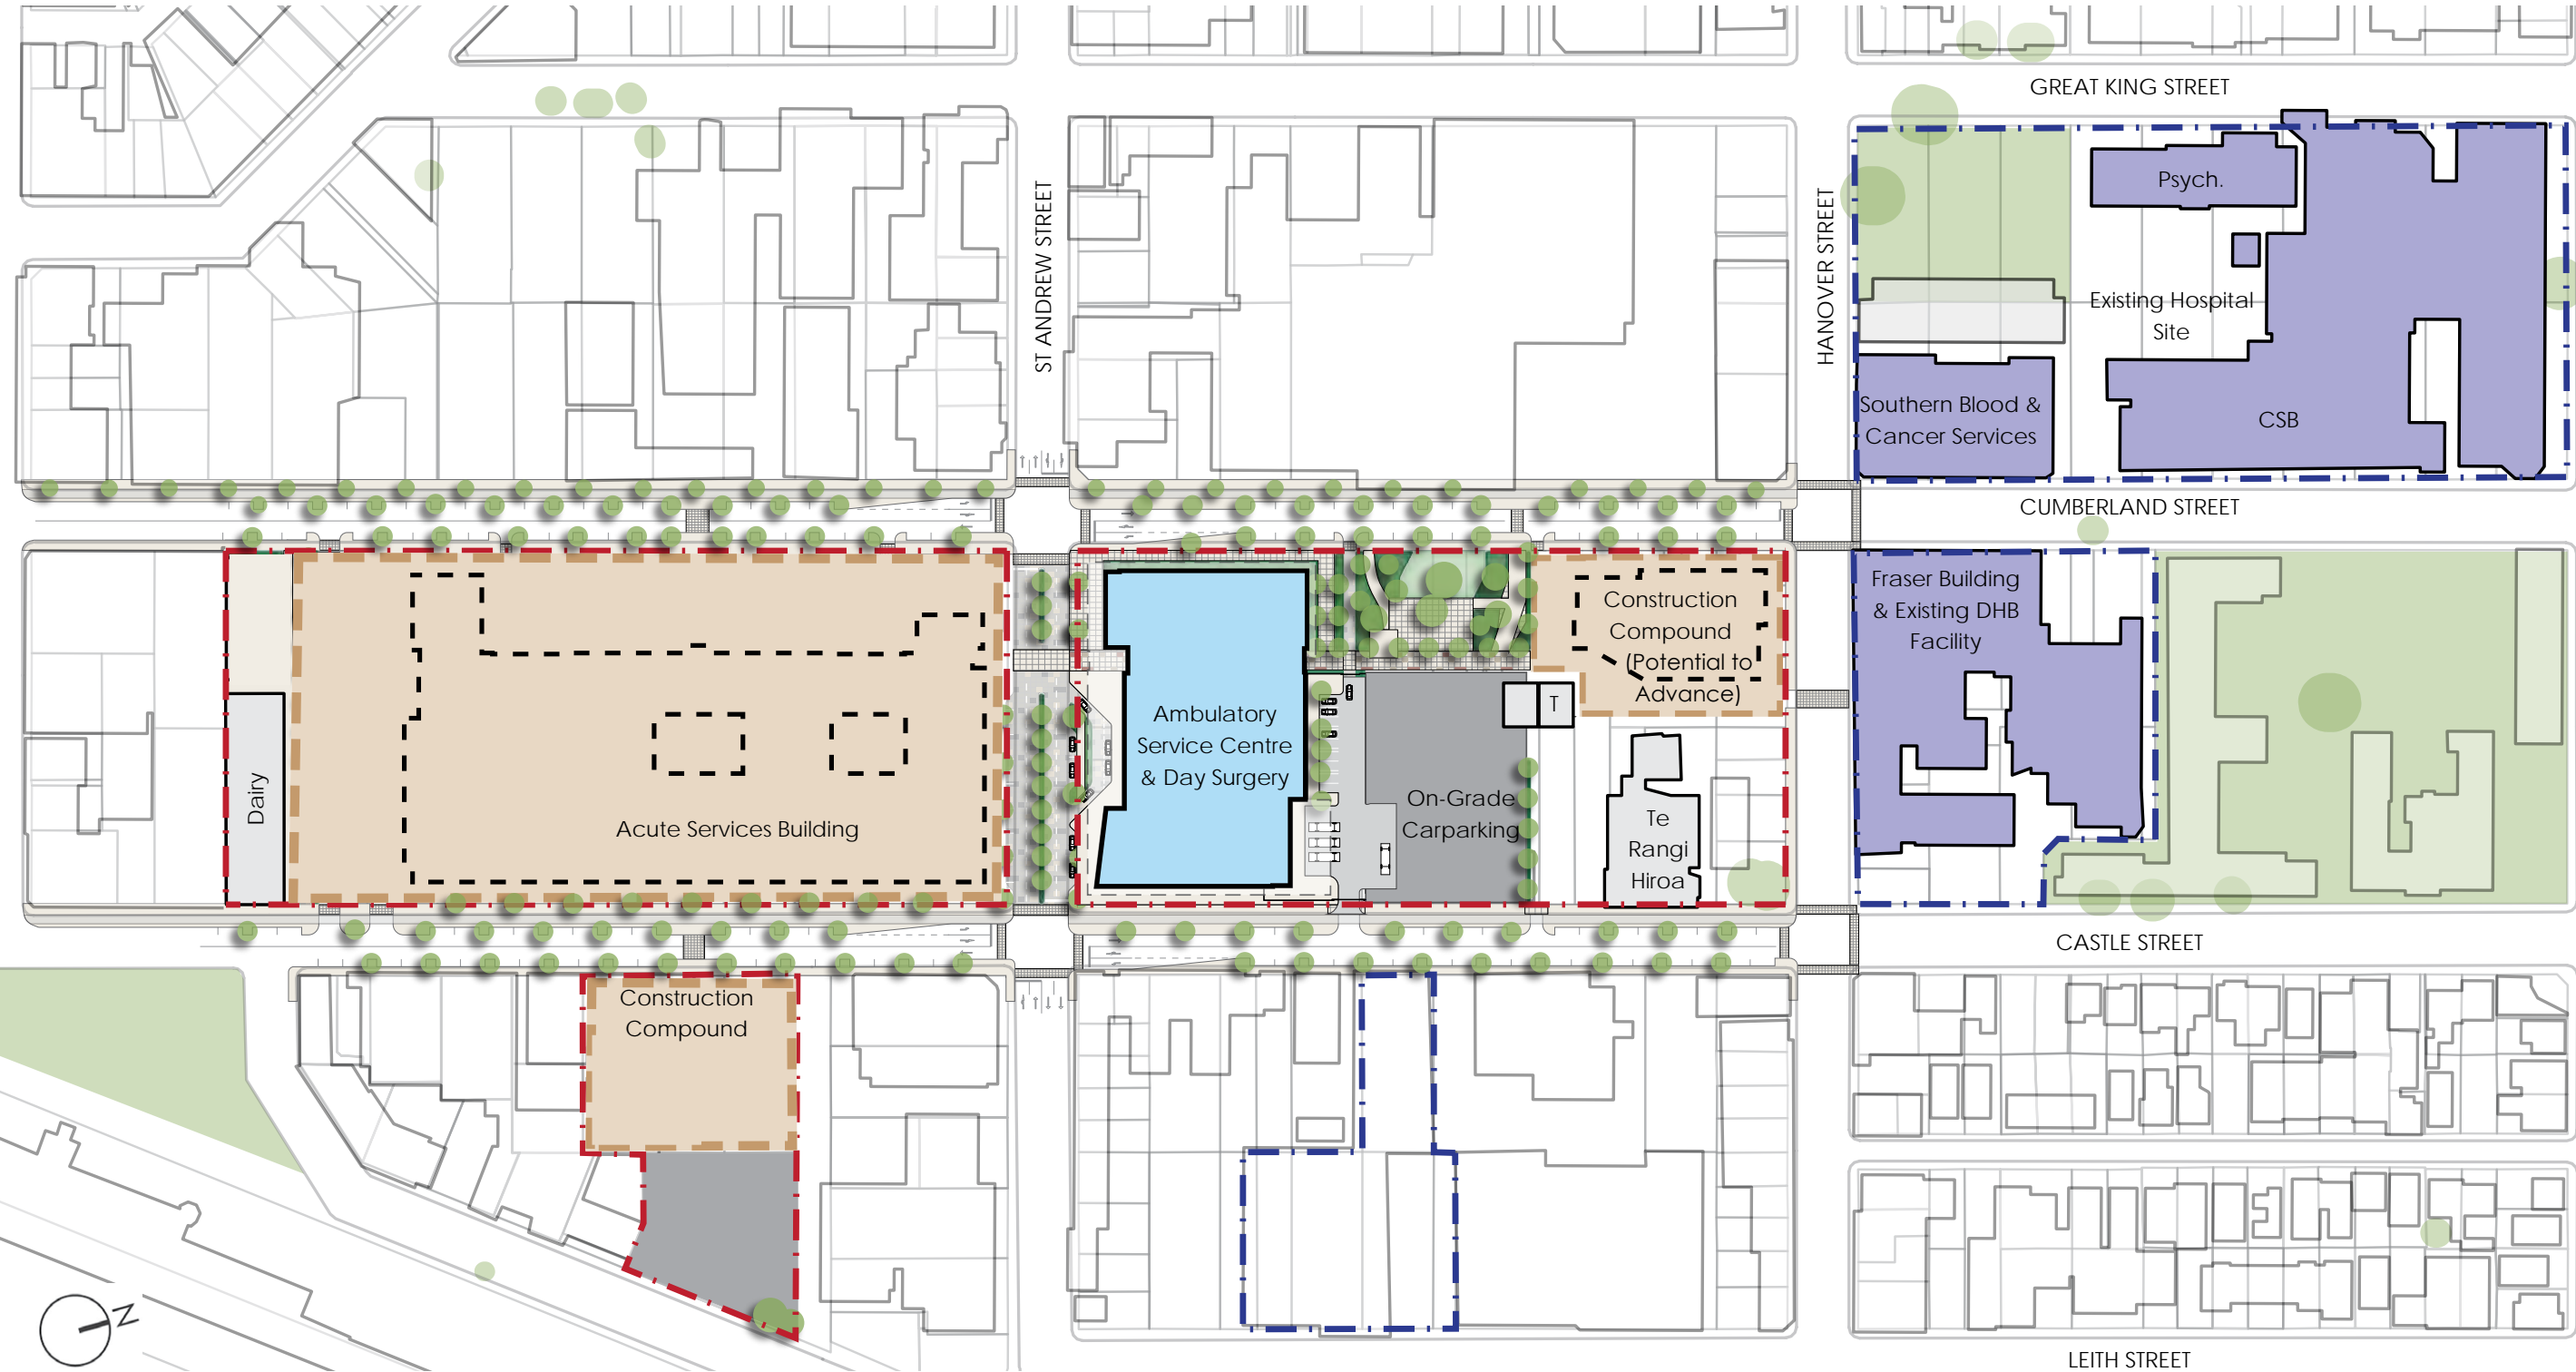 GREAT KING STREET
ST ANDREW STREET
HANOVER STREET
Psych.
Existing Hospital
Site
Southern Blood &
Cancer Services
CSB
CUMBERLAND STREET
Fraser Building
& Existing DHB
Facility
Construction
Compound
(Potential to
Advance)
T
Ambulatory
Service Centre
& Day Surgery
Dairy
Acute Services Building
On-Grade
Carparking
Te
Rangi
Hiroa
CASTLE STREET
Construction
Compound
N
LEITH STREET